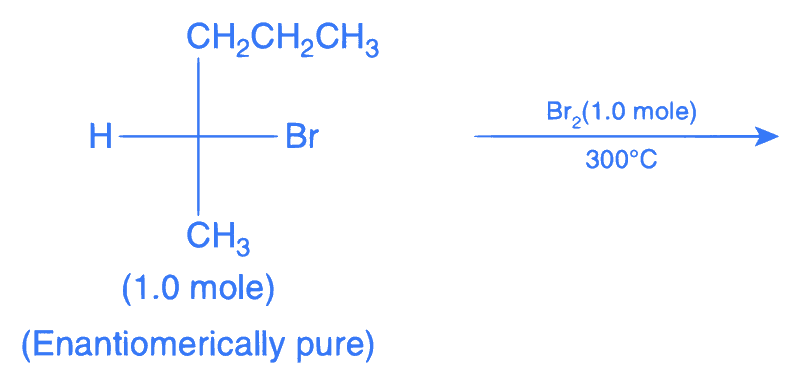 CH₂CH₂CH₃
H Br
Br₂(1.0 mole)
300°C
CH₃
(1.0 mole)
(Enantiomerically pure)